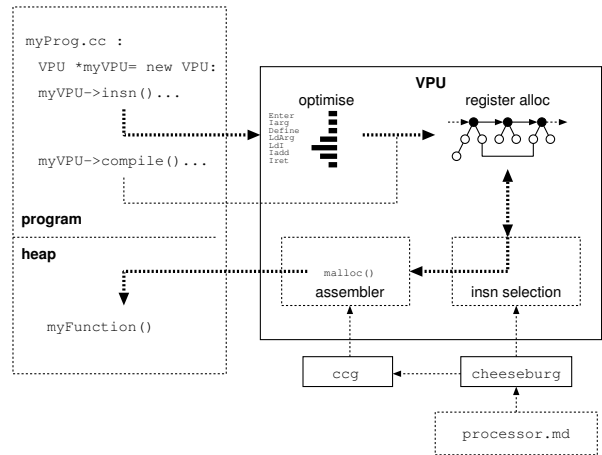 myProg.cc :
VPU *myVPU= new VPU:
myVPU->insn()...
myVPU->compile()...
program
heap
myFunction()
VPU
optimise
register alloc
Enter
Iarg
Define
LdArg
LdI
Iadd
Iret
malloc()
assembler
insn selection
ccg
cheeseburg
processor.md